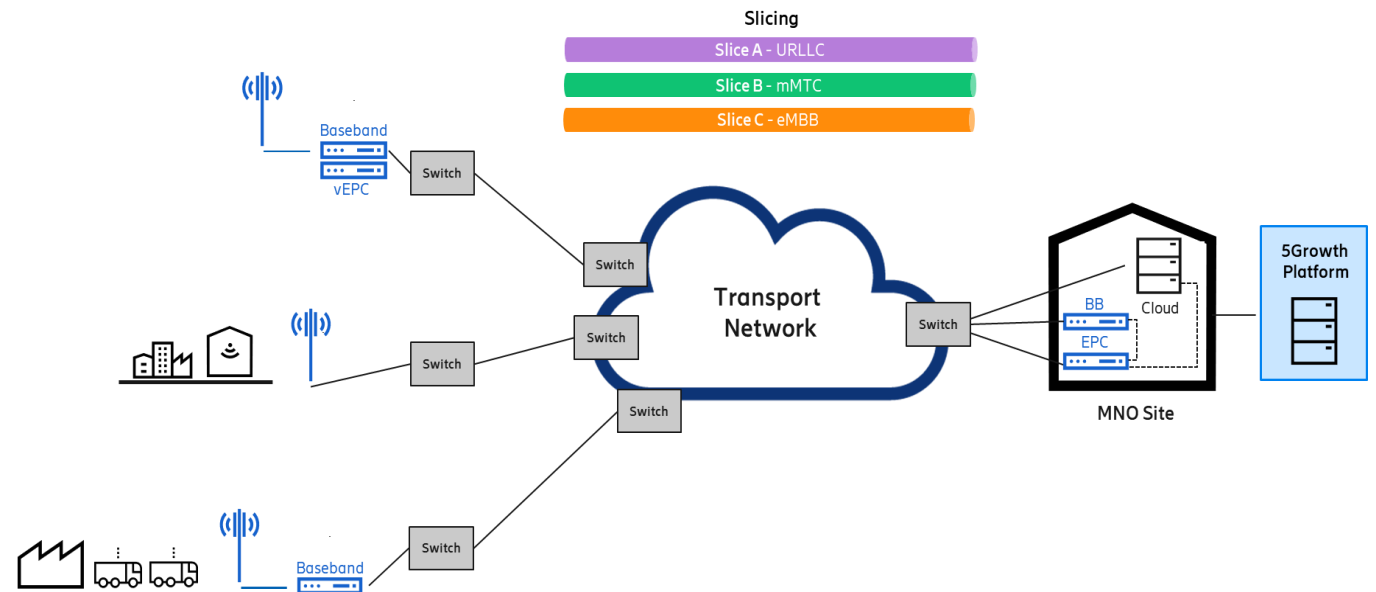 Slicing
Slice A - URLLC
Slice B - mMTC
Slice C - eMBB
Baseband
vEPC
Switch
Switch
Transport
Network
Switch
Switch
Switch
Switch
Switch
Baseband
BB
EPC
Cloud
MNO Site
5Growth
Platform